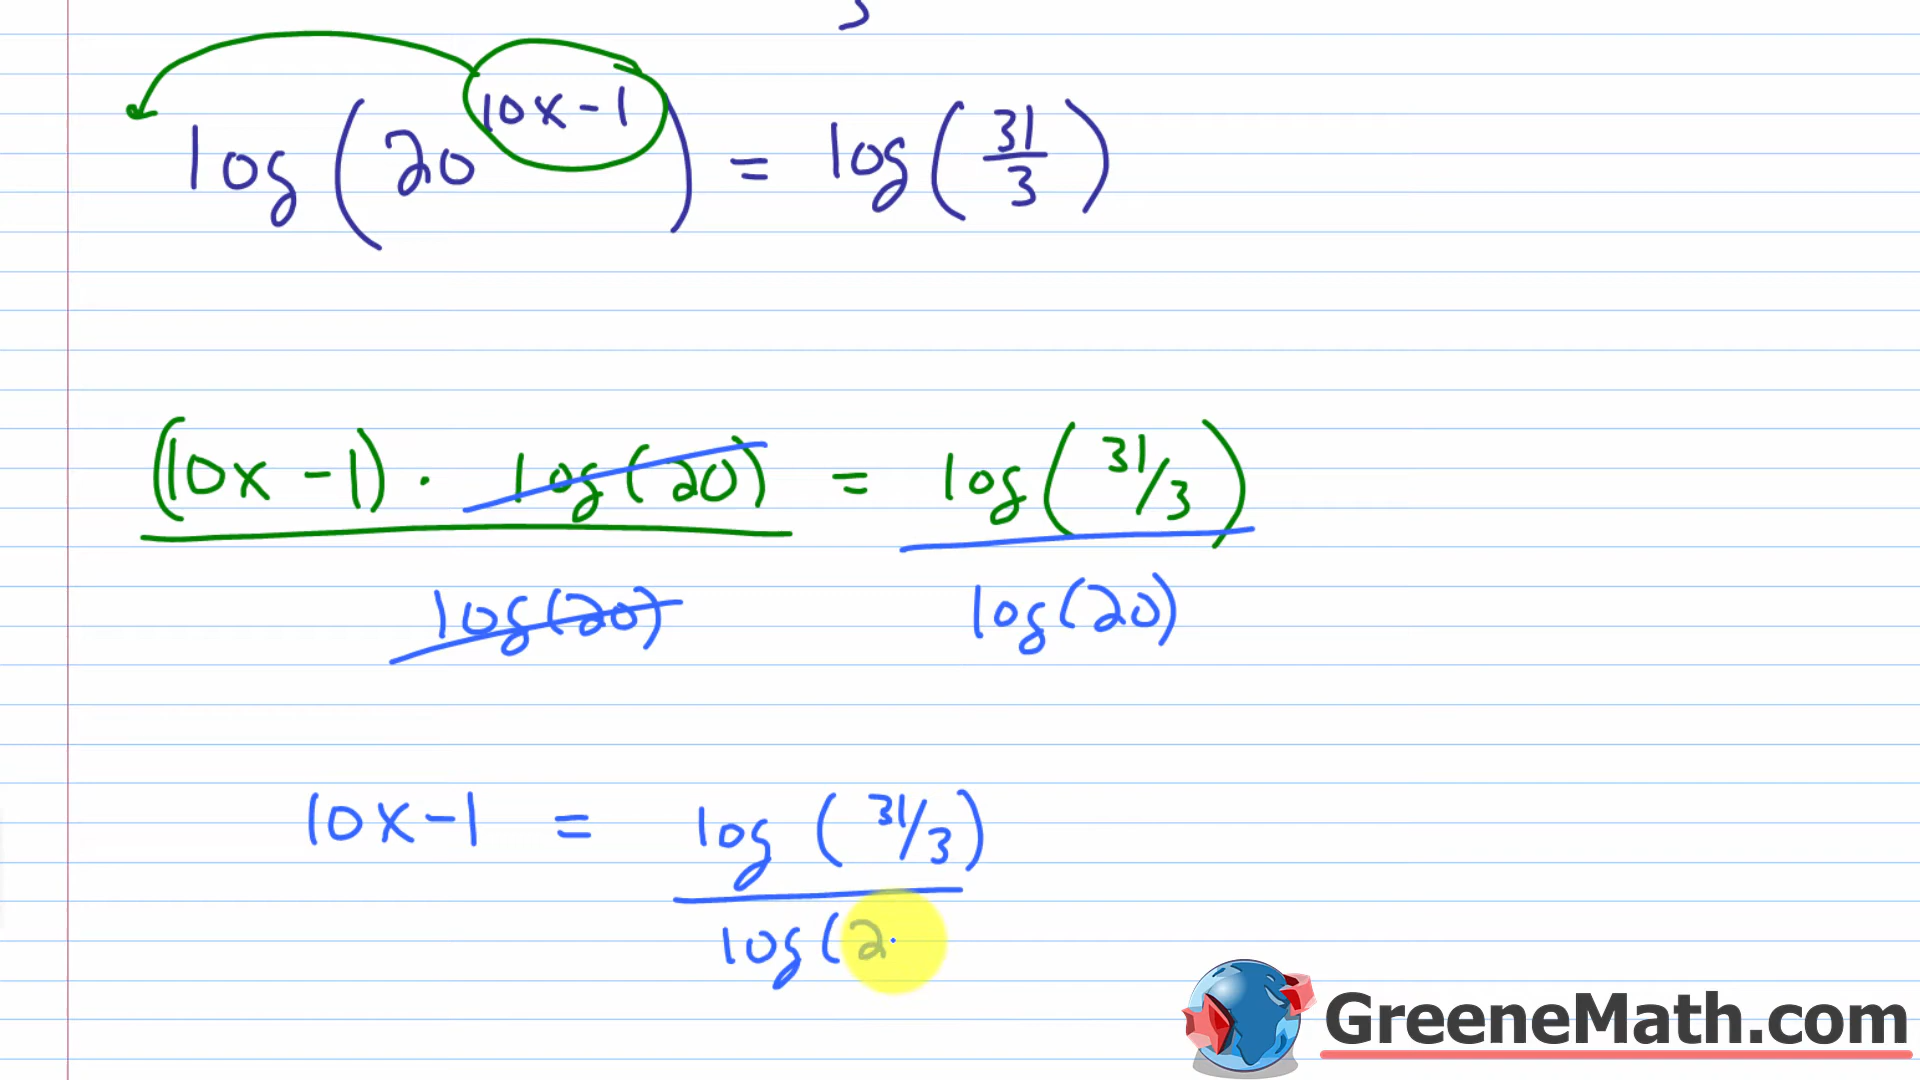 log(20^(10x-1)) = log(31/3)
(10x-1) · log(20) = log(31/3)
log(20) log(20)
10x-1 = log(31/3)
log(2
GreeneMath.com